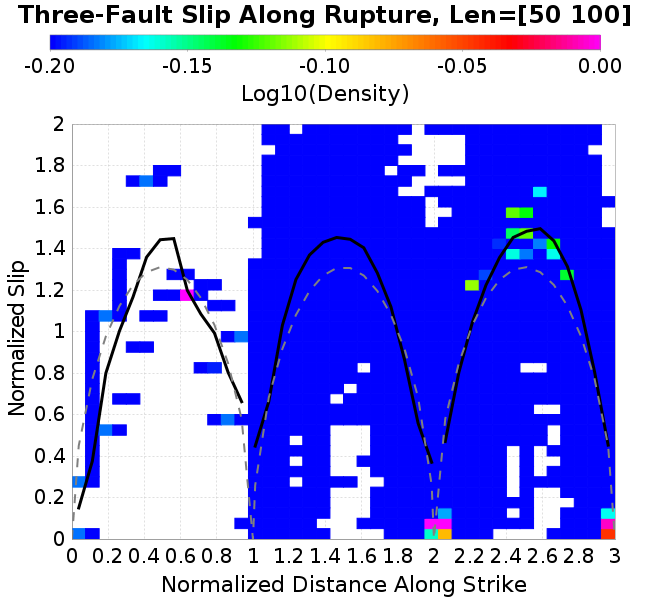 Three-Fault Slip Along Rupture, Len=[50 100]
-0.20 -0.15 -0.10 -0.05 0.00
Log10(Density)
2
1.8
1.6
1.4
1.2
1
0.8
0.6
0.4
0.2
0
Normalized Slip
0 0.2 0.4 0.6 0.8 1 1.2 1.4 1.6 1.8 2 2.2 2.4 2.6 2.8 3
Normalized Distance Along Strike